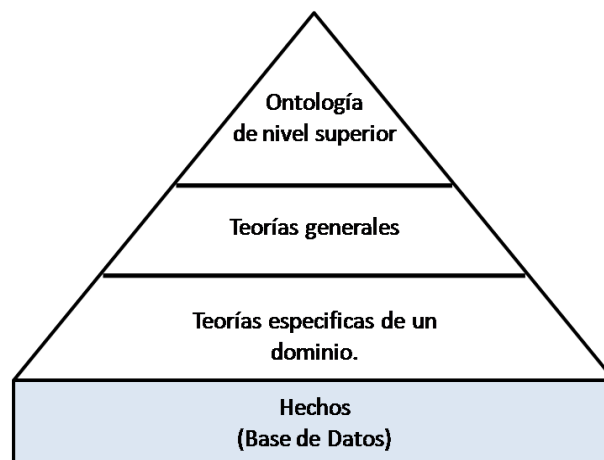 Ontología
de nivel superior
Teorías generales
Teorías especificas de un
dominio.
Hechos
(Base de Datos)